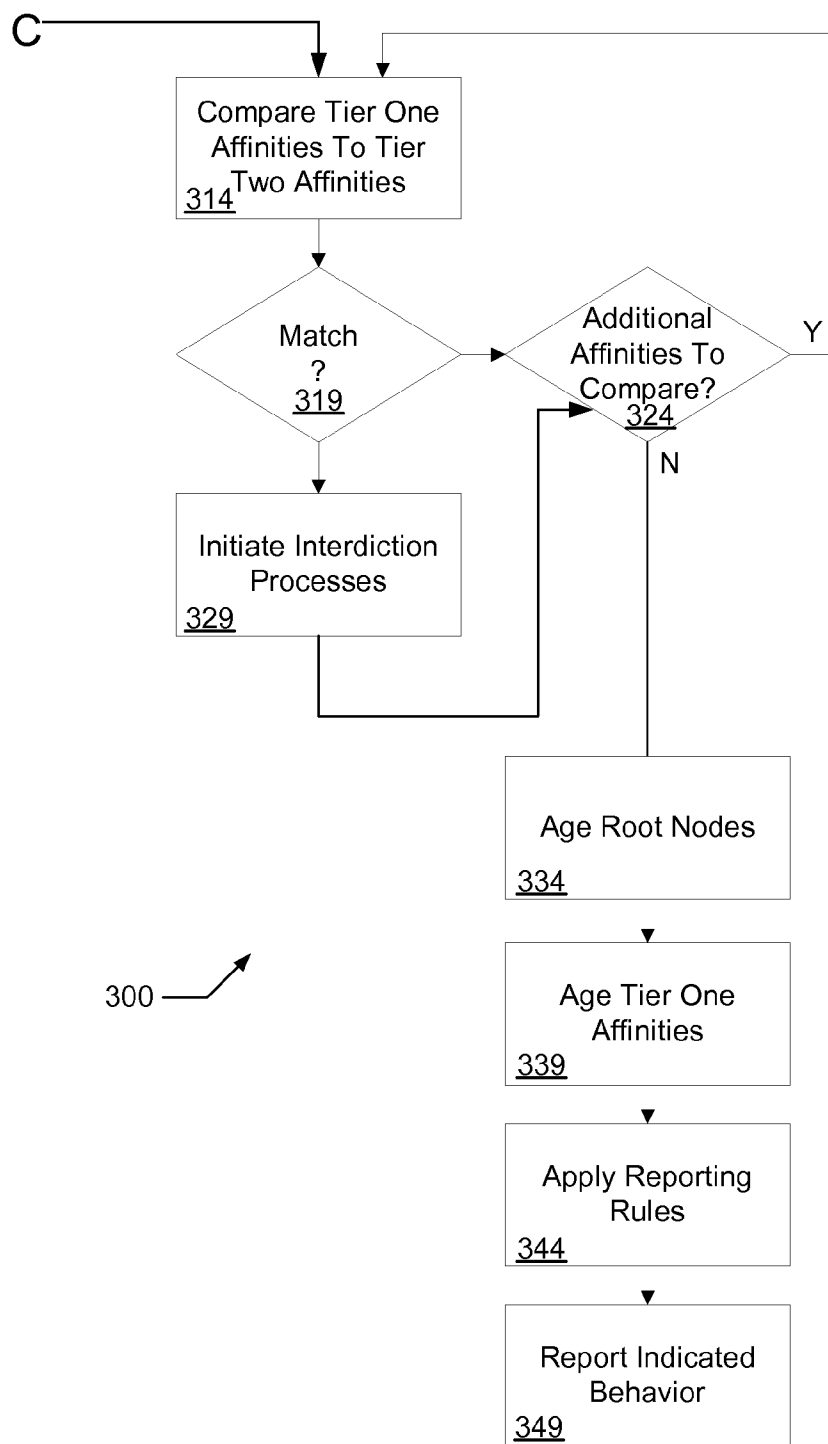 C
Compare Tier One
Affinities To Tier
Two Affinities
314
Match
?
319
Additional
Affinities To
Compare?
324
Y
N
Initiate Interdiction
Processes
329
Age Root Nodes
334
300
Age Tier One
Affinities
339
Apply Reporting
Rules
344
Report Indicated
Behavior
349